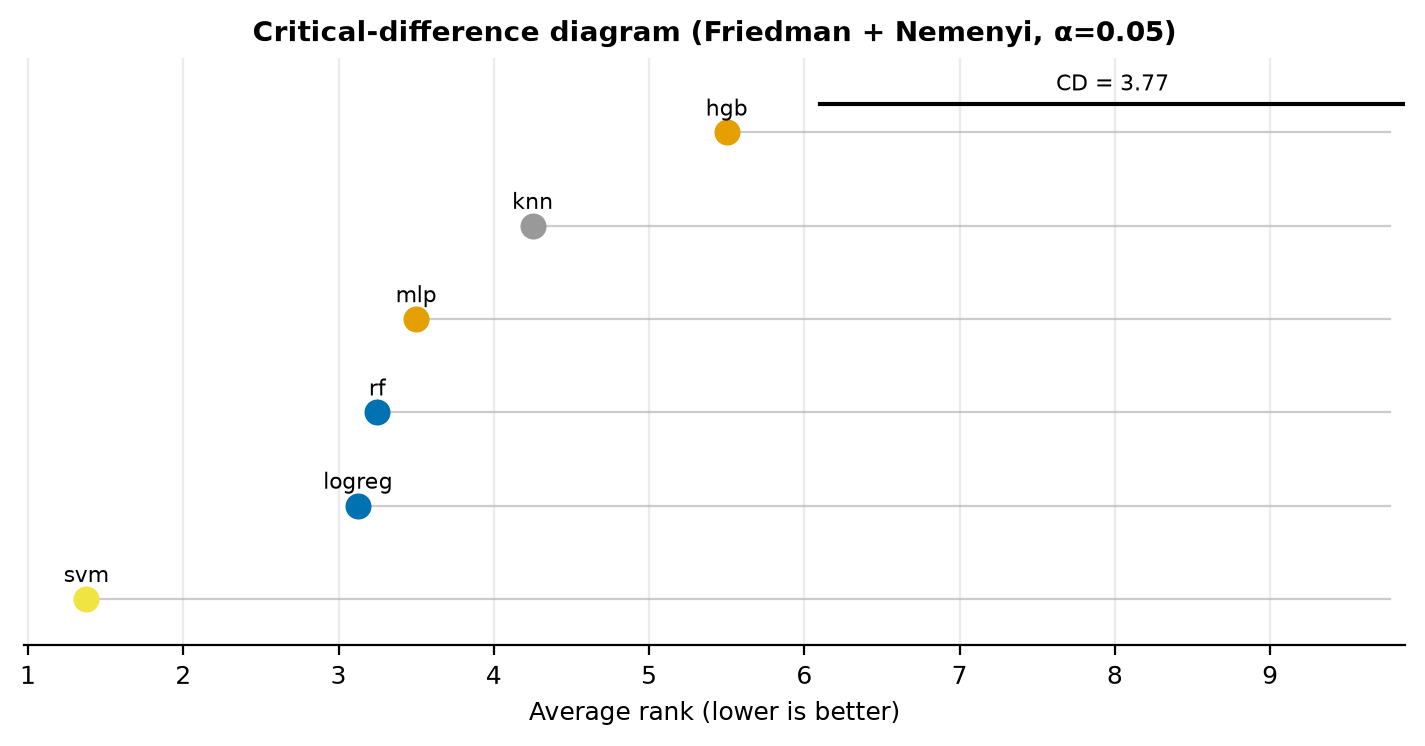 Critical-difference diagram (Friedman + Nemenyi, α=0.05)
CD = 3.77
hgb
knn
mlp
rf
logreg
svm
1 2 3 4 5 6 7 8 9
Average rank (lower is better)